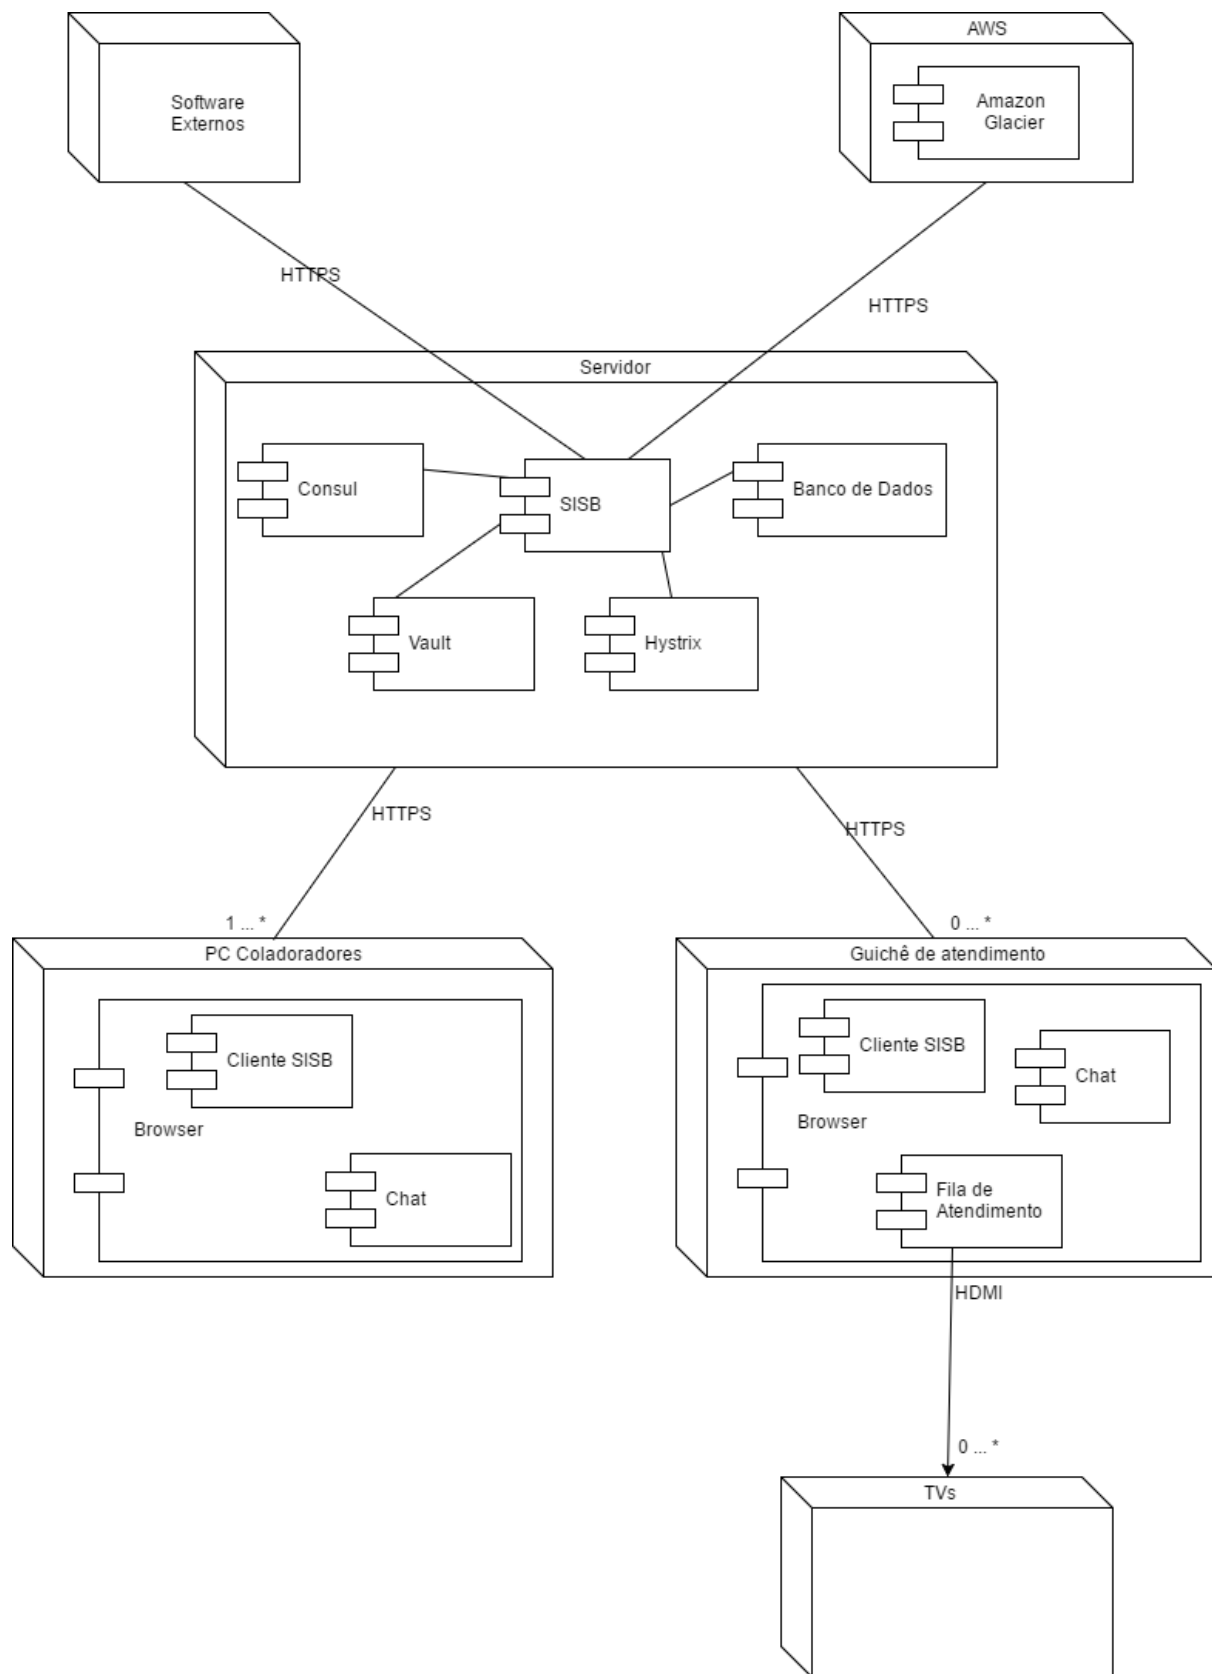 AWS
Software
Externos
Amazon
Glacier
HTTPS
HTTPS
Servidor
Consul
SISB
Banco de Dados
Vault
Hystrix
HTTPS
HTTPS
1 ... *
0 ... *
PC Coladoradores
Guichê de atendimento
Cliente SISB
Browser
Chat
Cliente SISB
Chat
Browser
Fila de
Atendimento
HDMI
0 ... *
TVs